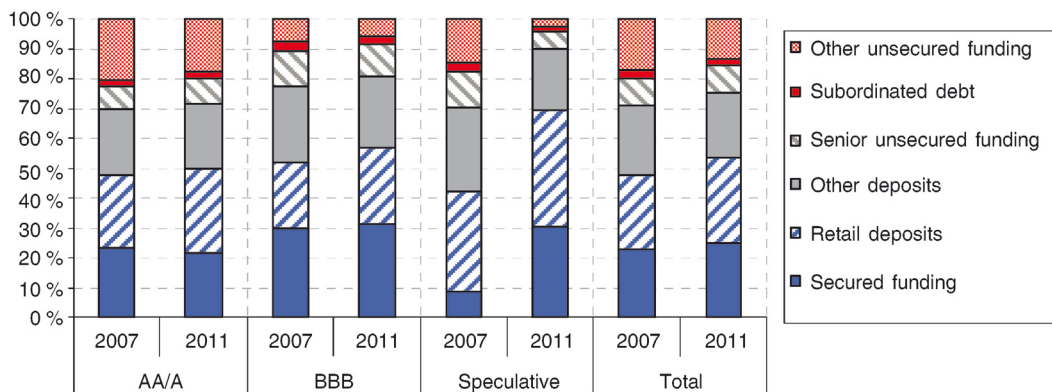 100 %
90 %
80 %
70 %
60 %
50 %
40 %
30 %
20 %
10 %
0 %
2007 2011 2007 2011 2007 2011 2007 2011
AA/A BBB Speculative Total
Other unsecured funding
Subordinated debt
Senior unsecured funding
Other deposits
Retail deposits
Secured funding